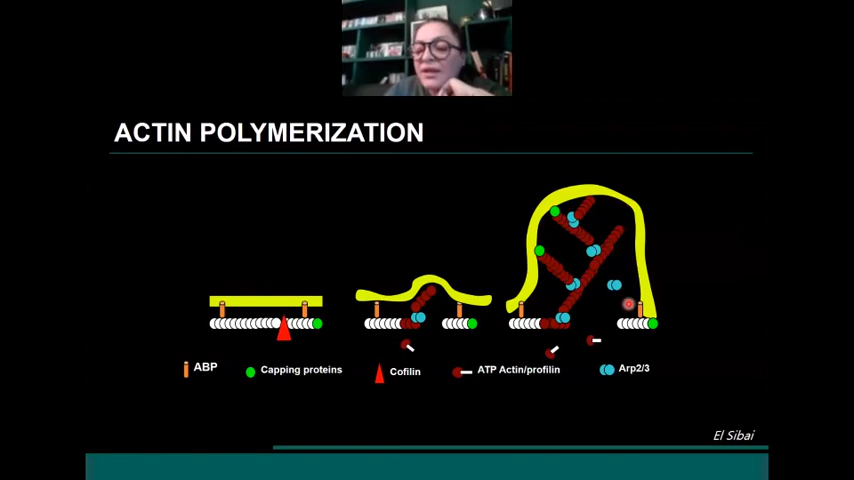 ACTIN POLYMERIZATION
ABP
Capping proteins
Cofilin
ATP Actin/profilin
Arp2/3
El Sibai